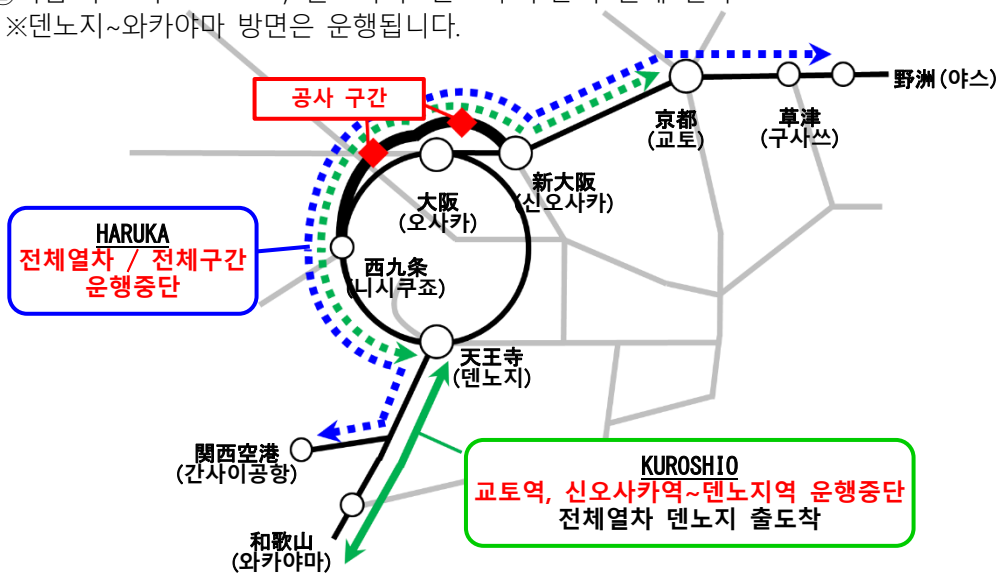 ※덴노지~와카야마 방면은 운행됩니다.
공사 구간
野洲(야스)
京都
(교토)
草津
(구사쓰)
大阪
(오사카)
新大阪
(신오사카)
HARUKA
전체열차 / 전체구간
운행중단
西九条
(니시쿠죠)
天王寺
(덴노지)
関西空港
(간사이공항)
KUROSHIO
교토역, 신오사카역~덴노지역 운행중단
전체열차 덴노지 출도착
和歌山
(와카야마)